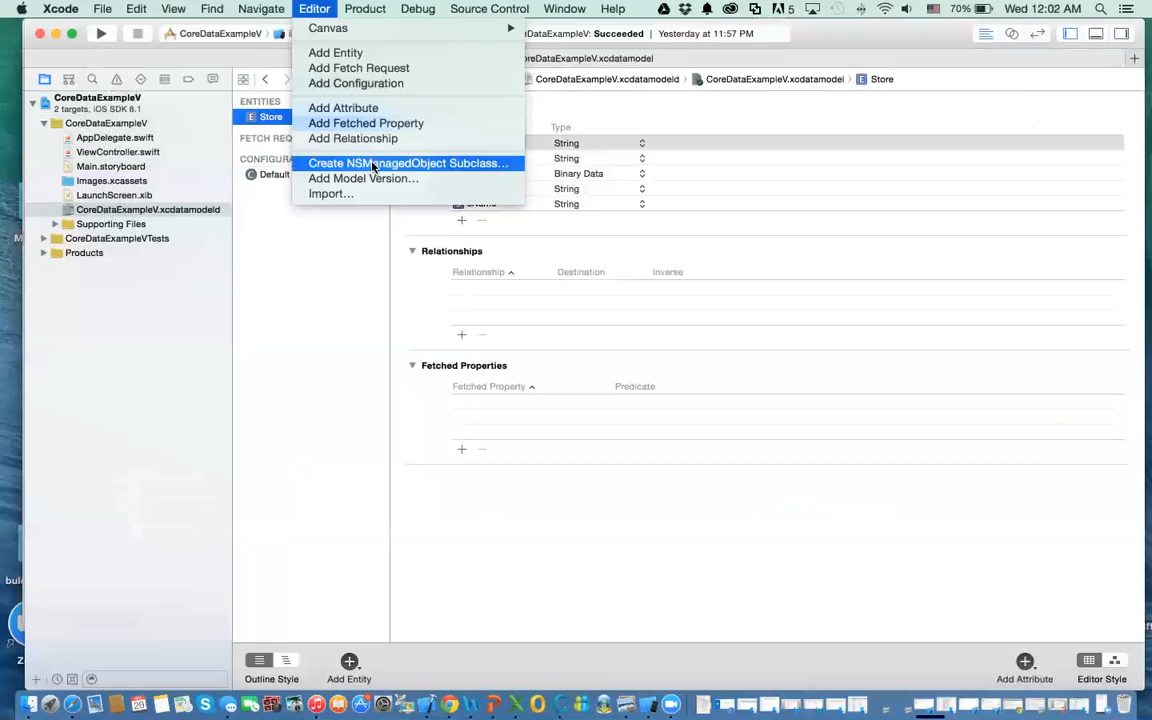 Xcode File Edit View Find Navigate Editor Product Debug Source Control Window Help 5 70% Wed 12:02 AM
CoreDataExampleV DataExampleV: Succeeded Yesterday at 11:57 PM
oreDataExampleV.xcdatamodel
CoreDataExampleV.xcdatamodeld CoreDataExampleV.xcdatamodel E Store
Canvas
Add Entity
Add Fetch Request
Add Configuration
Add Attribute
Add Fetched Property
Add Relationship
Create NSManagedObject Subclass...
Add Model Version...
Import...
CoreDataExampleV
2 targets, iOS SDK 8.1
CoreDataExampleV
AppDelegate.swift
ViewController.swift
Main.storyboard
Images.xcassets
LaunchScreen.xib
CoreDataExampleV.xcdatamodeld
Supporting Files
CoreDataExampleVTests
Products
ENTITIES
E Store
FETCH REQ
CONFIGURA
C Default
Type
String
String
Binary Data
String
String
Relationships
Relationship Destination Inverse
Fetched Properties
Fetched Property Predicate
Outline Style Add Entity Add Attribute Editor Style